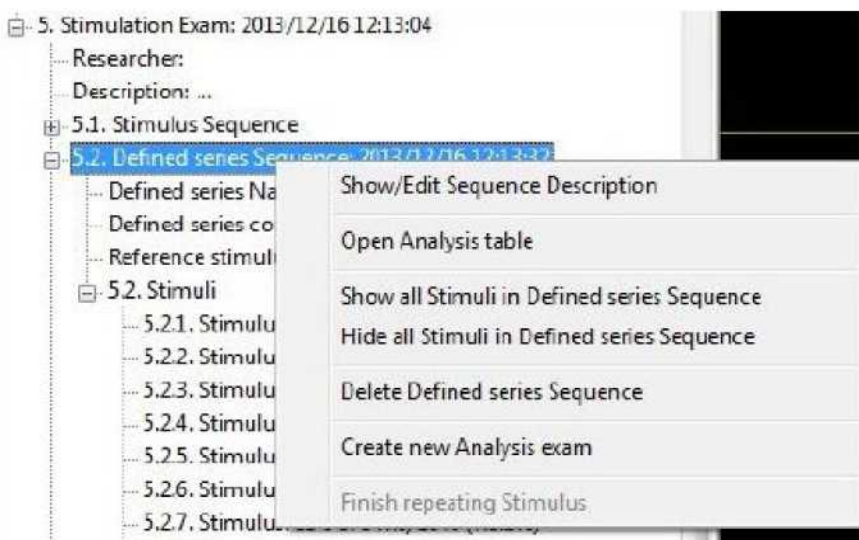 5. Stimulation Exam: 2013/12/16 12:13:04
Researcher:
Description: ...
5.1. Stimulus Sequence
5.2. Defined series Sequence: 2013/12/16 12:13:32
Defined series Na
Defined series co
Reference stimul
5.2. Stimuli
5.2.1. Stimulu
5.2.2. Stimulu
5.2.3. Stimulu
5.2.4. Stimulu
5.2.5. Stimulu
5.2.6. Stimulu
5.2.7. Stimulus
Show/Edit Sequence Description
Open Analysis table
Show all Stimuli in Defined series Sequence
Hide all Stimuli in Defined series Sequence
Delete Defined series Sequence
Create new Analysis exam
Finish repeating Stimulus